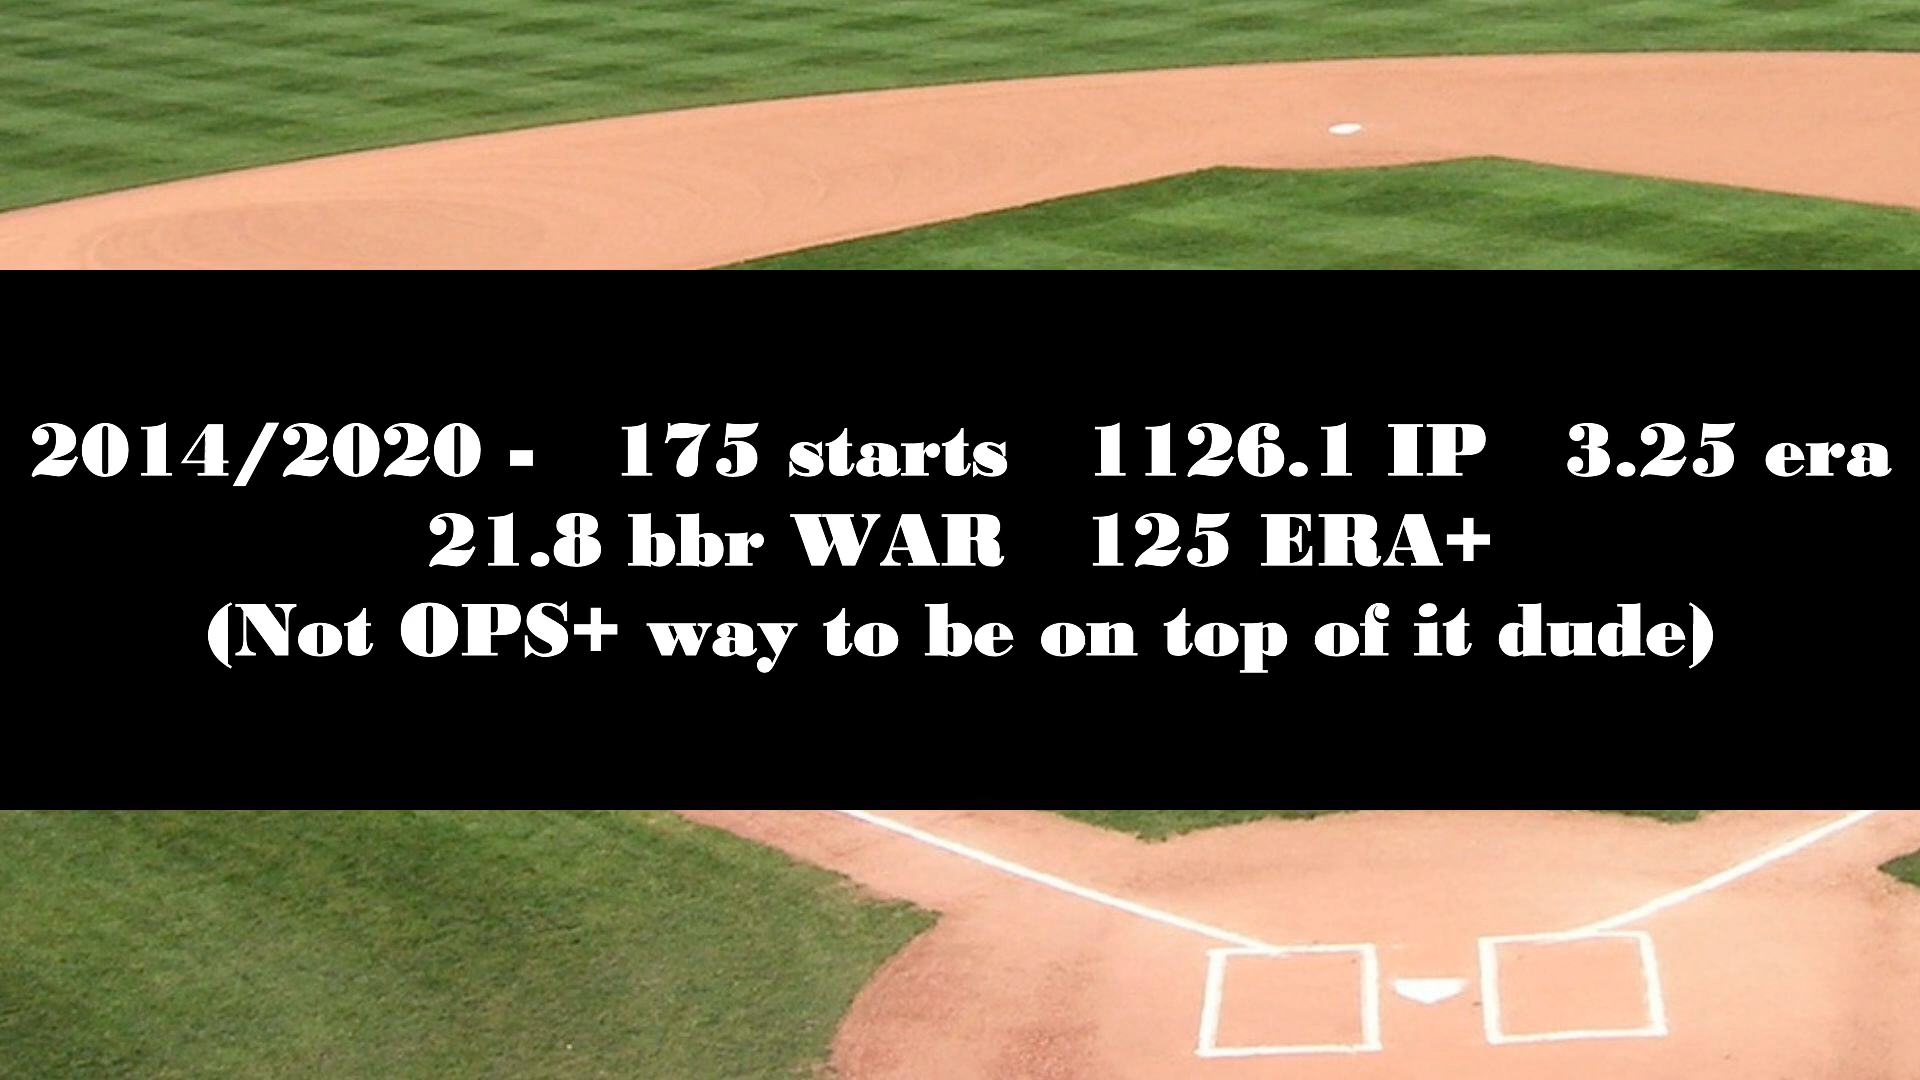 2014/2020 - 175 starts 1126.1 IP 3.25 era
21.8 bbr WAR 125 ERA+
(Not OPS+ way to be on top of it dude)